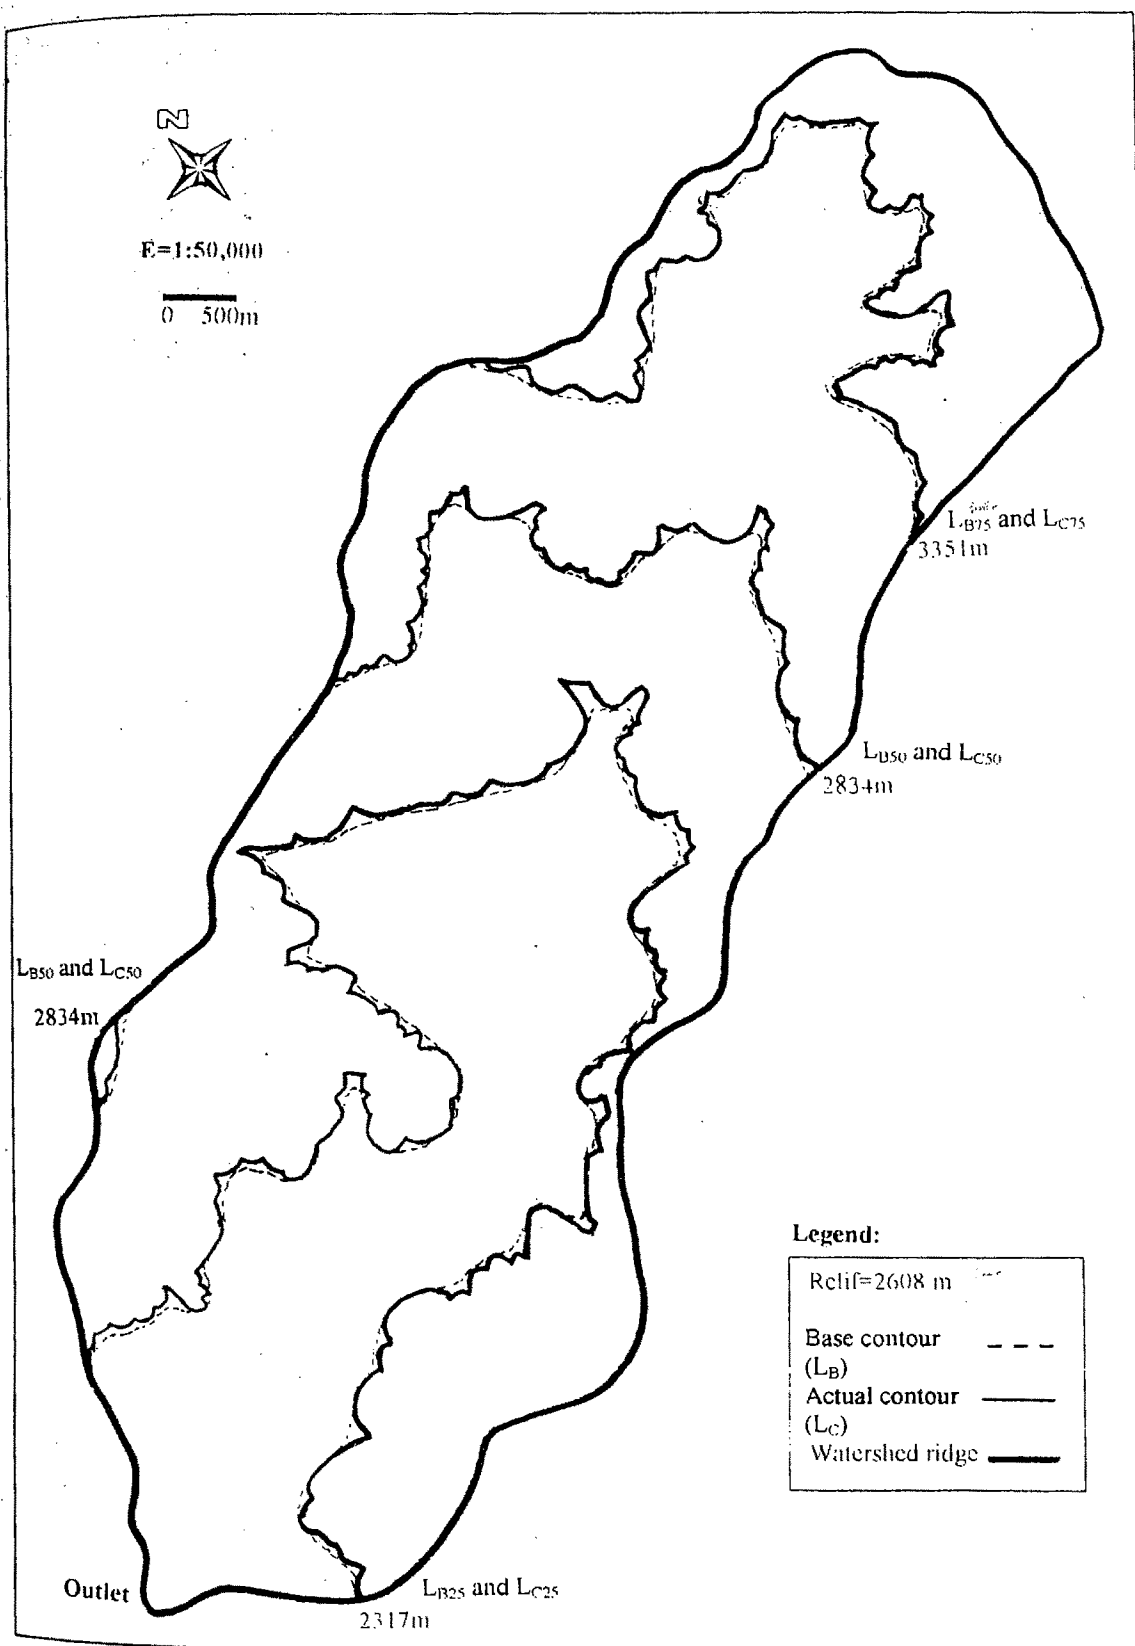 N
E=1:50,000
0 500m
LB75 and LC75
3351m
LB50 and LC50
2834m
LB50 and LC50
2834m
Legend:
Relif=2608 m
Base contour
(LB)
Actual contour
(LC)
Watershed ridge
Outlet
LB25 and LC25
2317m